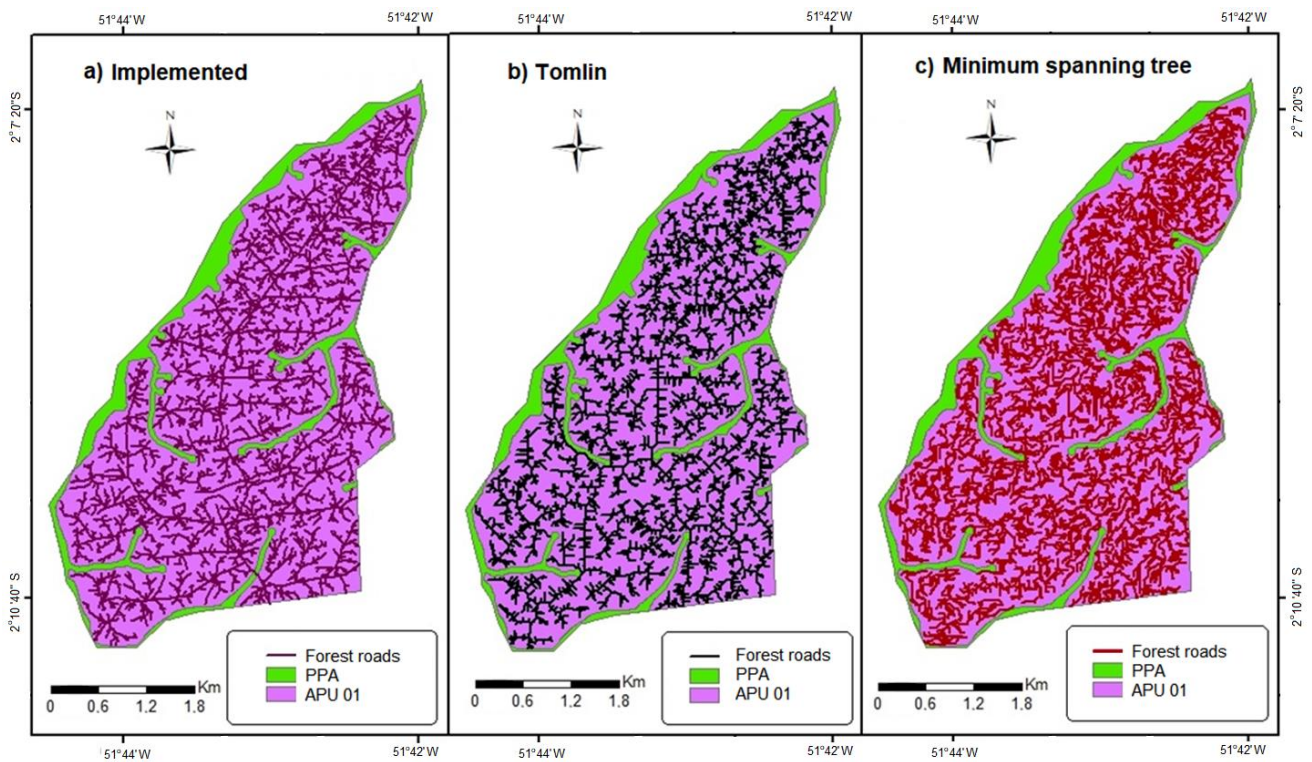 51°44´W 51°42´W 51°44´W 51°42´W 51°44´W 51°42´W
a) Implemented
b) Tomlin
c) Minimum spanning tree
N
N
N
2°7'20"S
2°7'20"S
2°10'40" S
2°10'40" S
Forest roads
PPA
APU 01
Km
0 0.6 1.2 1.8
Forest roads
PPA
APU 01
Km
0 0.6 1.2 1.8
Forest roads
PPA
APU 01
Km
0 0.6 1.2 1.8
51°44´W 51°42´W 51°44´W 51°42´W 51°44´W 51°42´W